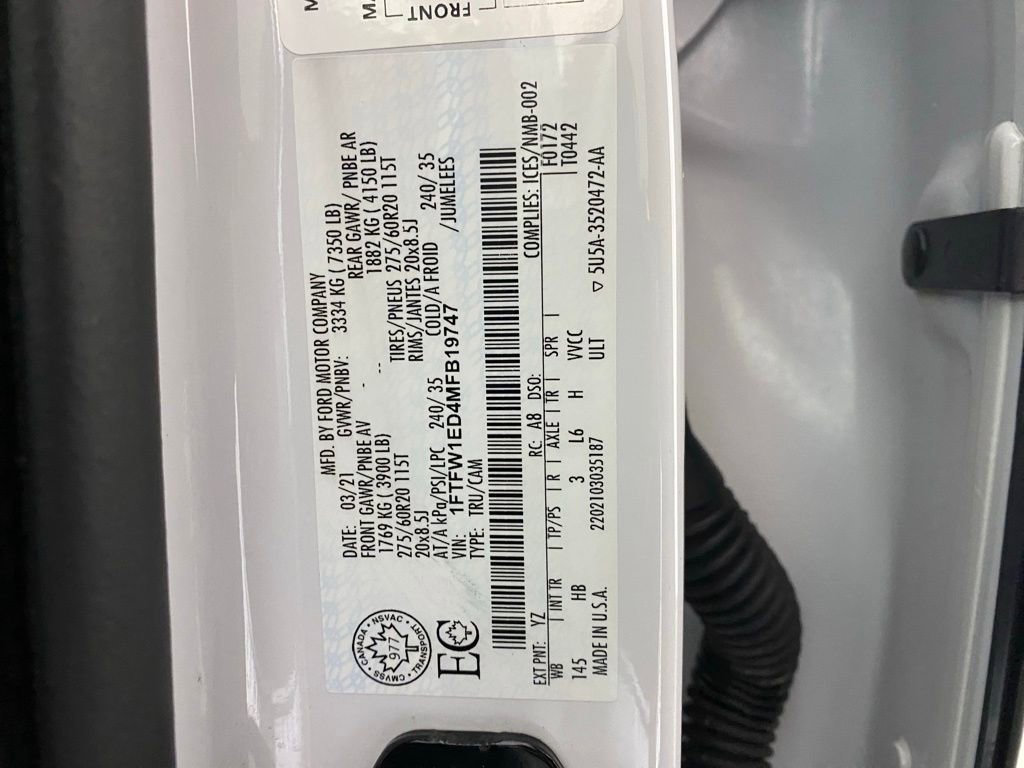 FRONT
MFD. BY FORD MOTOR COMPANY
DATE: 03/21 GVWR/PNBV: 3334 KG ( 7350 LB)
FRONT GAWR/PNBE AV - REAR GAWR/ PNBE AR
1769 KG ( 3900 LB) 1882 KG ( 4150 LB)
275/60R20 115T -- TIRES/PNEUS 275/60R20 115T
20x8.5J RIMS/JANTES 20x8.5J
AT/A kPa/PSI/LPC 240/ 35 COLD/A FROID 240/ 35
VIN: 1FTFW1ED4MFB19747 /JUMELEES
TYPE: TRU/CAM
CANADA • NSVAC • TRANSPORT • CMVSS •
977
EC
EXT PNT: YZ RC: A8 DSO: COMPLIES: ICES/NMB-002
WB | INT TR | TP/PS | R | AXLE | TR | SPR | F0172
T0442
145 HB 3 L6 H VVCC
MADE IN U.S.A. 2202103035187 ULT ▽ 5U5A-3520472-AA